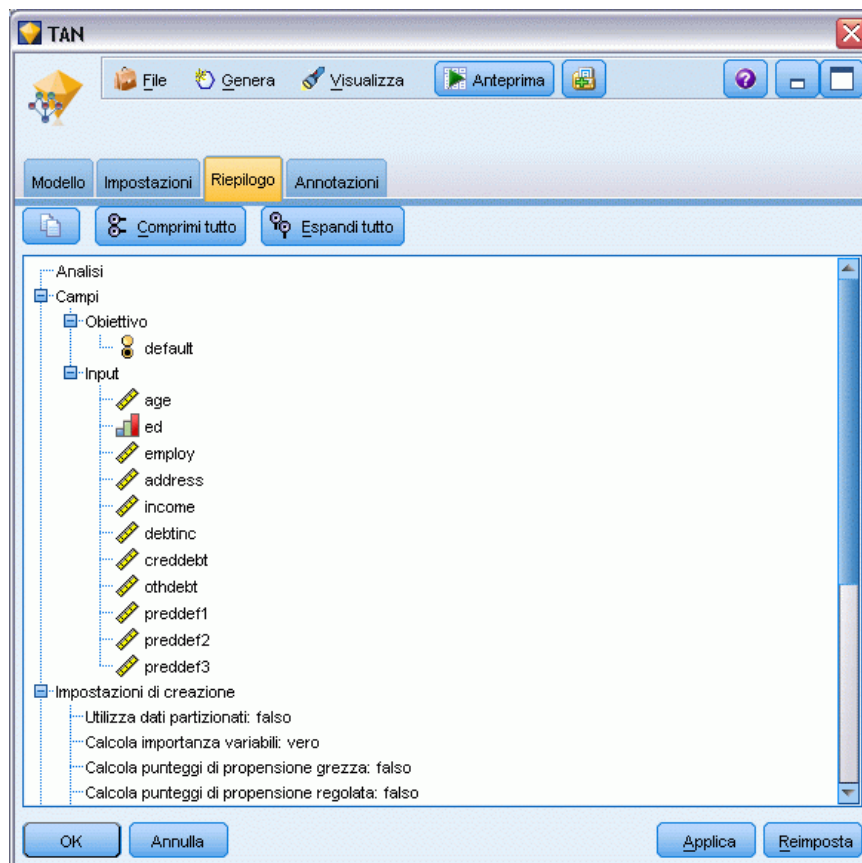 TAN
File Genera Visualizza Anteprima
Modello Impostazioni Riepilogo Annotazioni
Comprimi tutto Espandi tutto
Analisi
Campi
Obiettivo
default
Input
age
ed
employ
address
income
debtinc
creddebt
othdebt
preddef1
preddef2
preddef3
Impostazioni di creazione
Utilizza dati partizionati: falso
Calcola importanza variabili: vero
Calcola punteggi di propensione grezza: falso
Calcola punteggi di propensione regolata: falso
OK Annulla Applica Reimposta